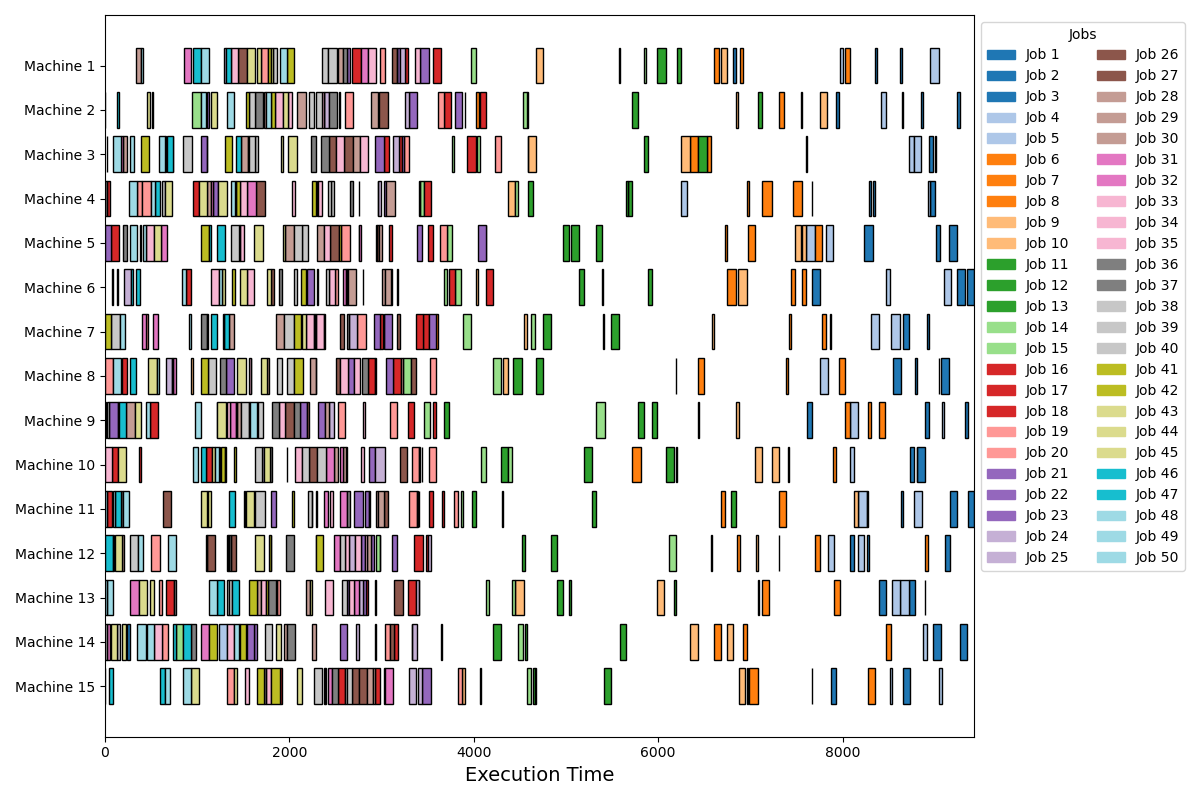 Machine 1
Machine 2
Machine 3
Machine 4
Machine 5
Machine 6
Machine 7
Machine 8
Machine 9
Machine 10
Machine 11
Machine 12
Machine 13
Machine 14
Machine 15
0 2000 4000 6000 8000
Execution Time
Jobs
Job 1 Job 26
Job 2 Job 27
Job 3 Job 28
Job 4 Job 29
Job 5 Job 30
Job 6 Job 31
Job 7 Job 32
Job 8 Job 33
Job 9 Job 34
Job 10 Job 35
Job 11 Job 36
Job 12 Job 37
Job 13 Job 38
Job 14 Job 39
Job 15 Job 40
Job 16 Job 41
Job 17 Job 42
Job 18 Job 43
Job 19 Job 44
Job 20 Job 45
Job 21 Job 46
Job 22 Job 47
Job 23 Job 48
Job 24 Job 49
Job 25 Job 50